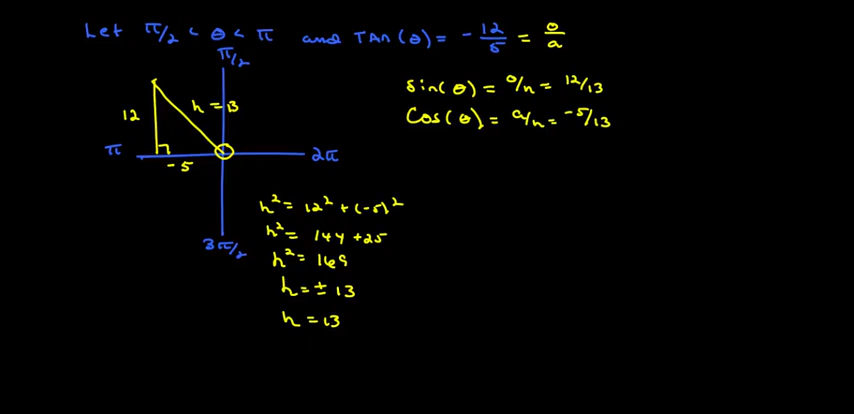 Let π/2 < θ < π and TAN(θ) = - 12/5 = o/a
π/2
12
h = 13
π
-5
2π
3π/2
sin(θ) = o/h = 12/13
Cos(θ) = a/h = -5/13
h² = 12² + (-5)²
h² = 144 + 25
h² = 169
h = ± 13
h = 13